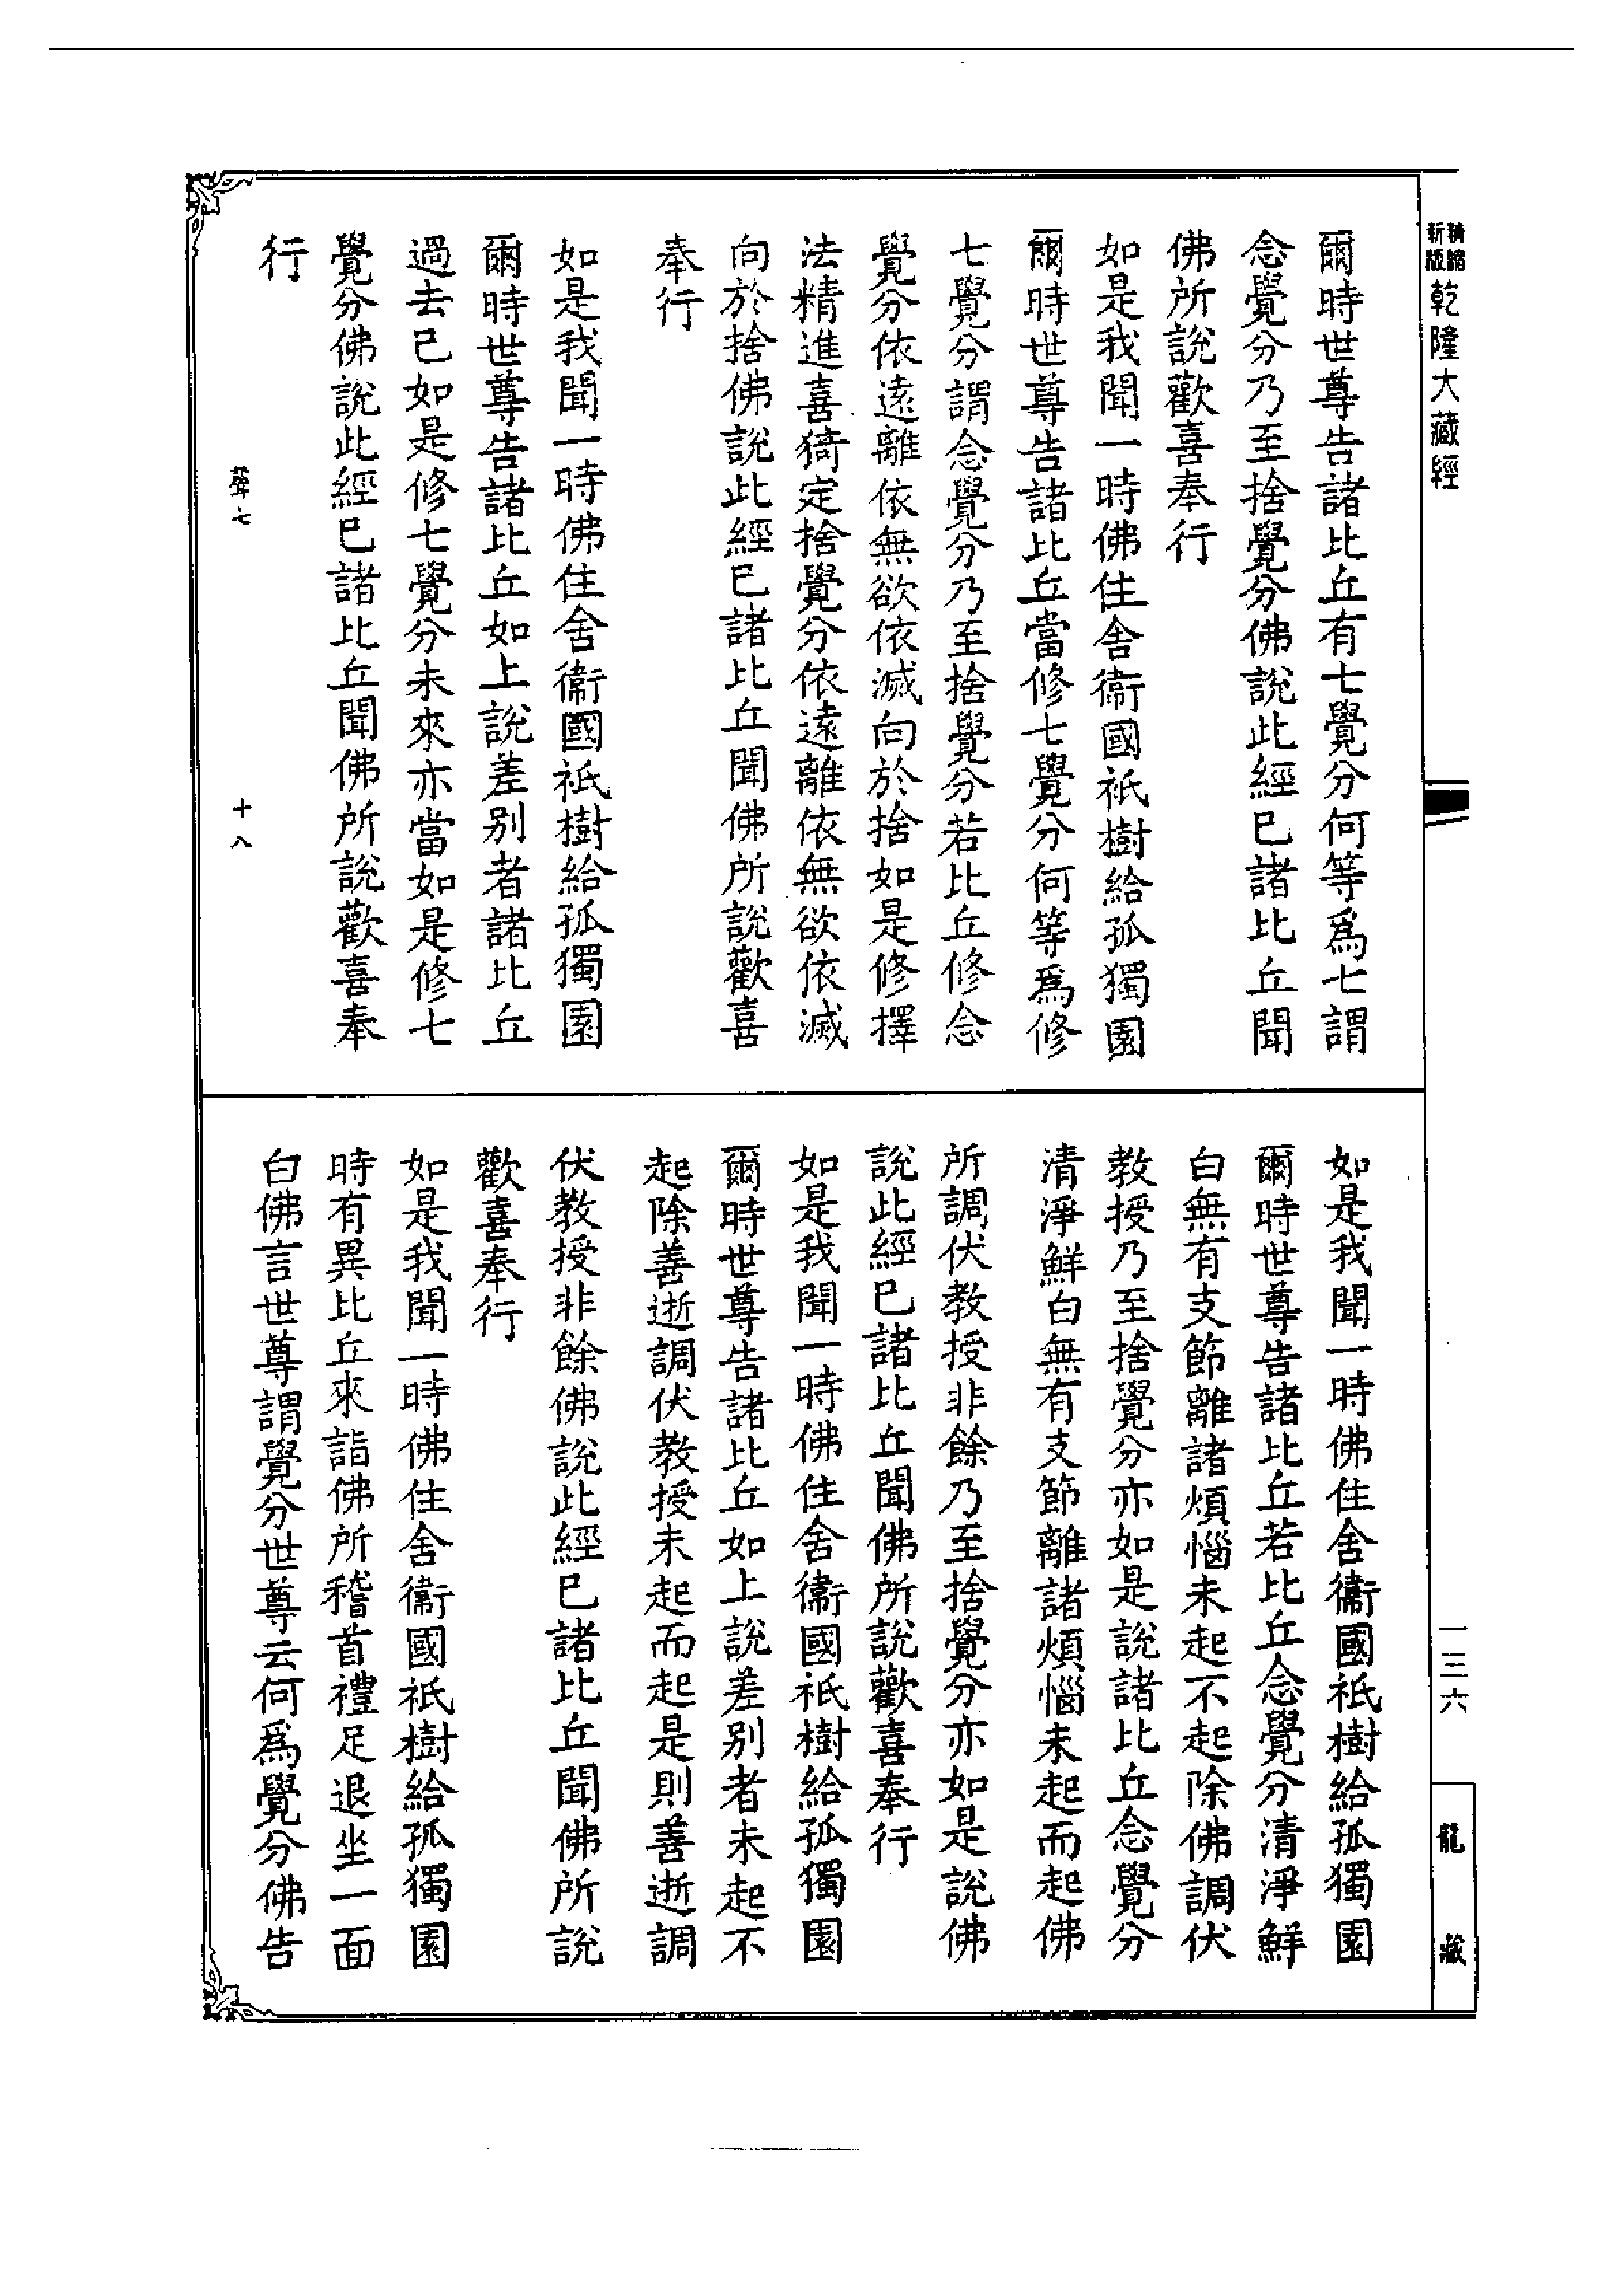 精縮新版乾隆大藏經
一三六
龍藏
爾時世尊告諸比丘有七覺分何等爲七謂
念覺分乃至捨覺分佛說此經已諸比丘聞
佛所說歡喜奉行
如是我聞一時佛住舍衞國祇樹給孤獨園
爾時世尊告諸比丘當修七覺分何等爲修
七覺分謂念覺分乃至捨覺分若比丘修念
覺分依遠離依無欲依滅向於捨如是修擇
法精進喜猗定捨覺分依遠離依無欲依滅
向於捨佛說此經已諸比丘聞佛所說歡喜
奉行
如是我聞一時佛住舍衞國祇樹給孤獨園
爾時世尊告諸比丘如上說差别者諸比丘
過去已如是修七覺分未來亦當如是修七
覺分佛說此經已諸比丘聞佛所說歡喜奉
行
聲七 十八
如是我聞一時佛住舍衞國祇樹給孤獨園
爾時世尊告諸比丘若比丘念覺分清淨鮮
白無有支節離諸煩惱未起不起除佛調伏
教授乃至捨覺分亦如是說諸比丘念覺分
清淨鮮白無有支節離諸煩惱未起而起佛
所調伏教授非餘乃至捨覺分亦如是說佛
說此經已諸比丘聞佛所說歡喜奉行
如是我聞一時佛住舍衞國祇樹給孤獨園
爾時世尊告諸比丘如上說差别者未起不
起除善逝調伏教授未起而起是則善逝調
伏教授非餘佛說此經已諸比丘聞佛所說
歡喜奉行
如是我聞一時佛住舍衞國祇樹給孤獨園
時有異比丘來詣佛所稽首禮足退坐一面
白佛言世尊謂覺分世尊云何爲覺分佛告